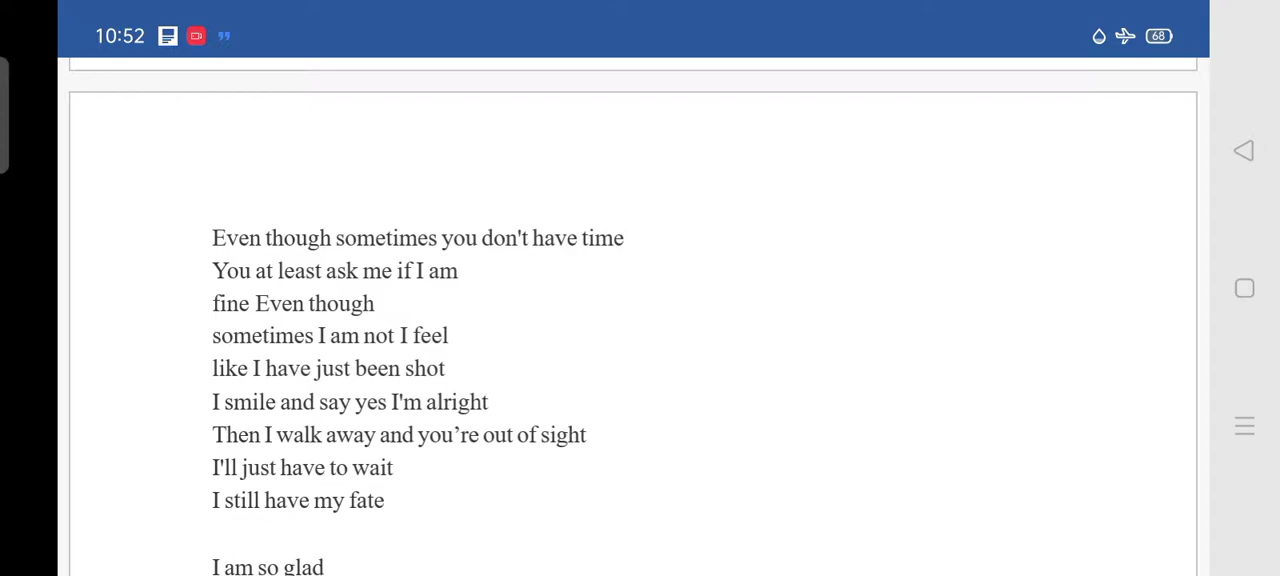 10:52
68
Even though sometimes you don't have time
You at least ask me if I am
fine Even though
sometimes I am not I feel
like I have just been shot
I smile and say yes I'm alright
Then I walk away and you’re out of sight
I'll just have to wait
I still have my fate
I am so glad